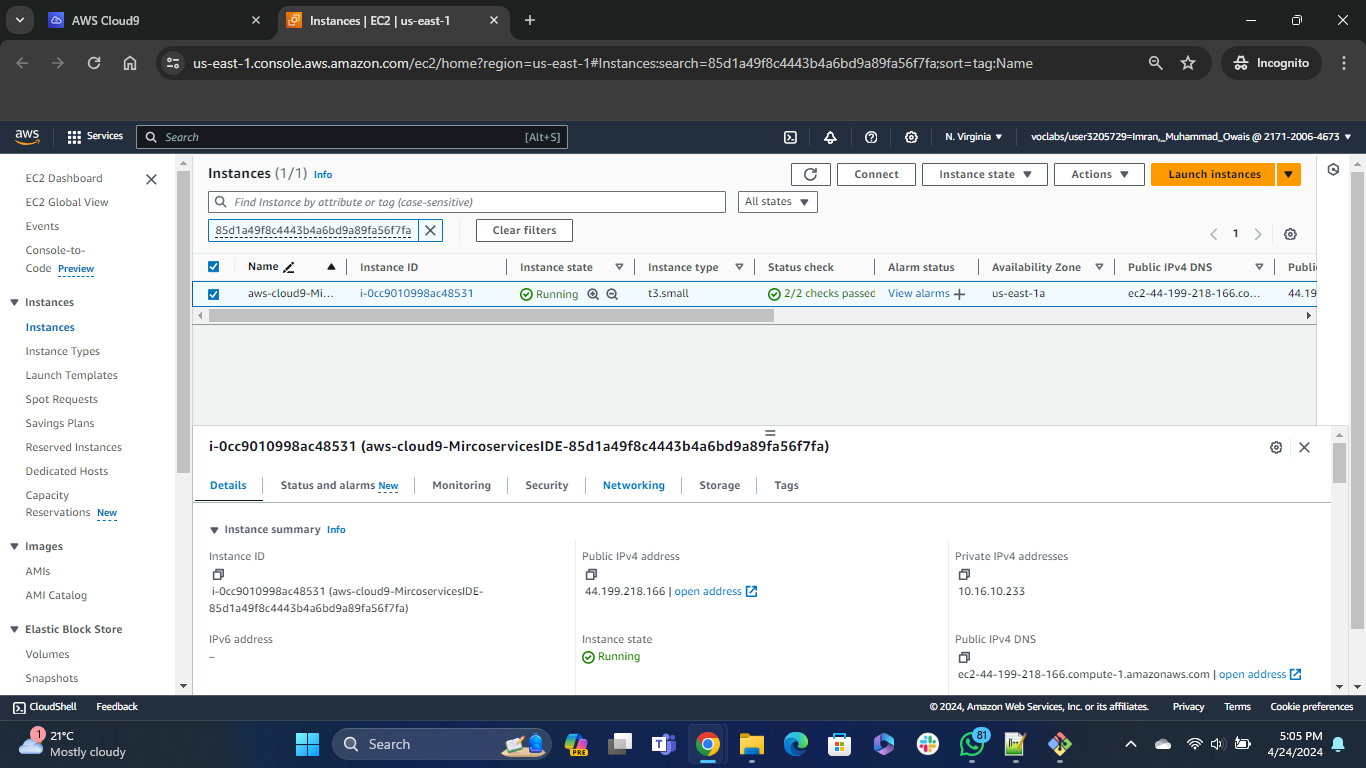 AWS Cloud9
Instances | EC2 | us-east-1
us-east-1.console.aws.amazon.com/ec2/home?region=us-east-1#Instances:search=85d1a49f8c4443b4a6bd9a89fa56f7fa;sort=tag:Name
Incognito
aws
Services
Search
[Alt+S]
N. Virginia
voclabs/user3205729=Imran,_Muhammad_Owais @ 2171-2006-4673
EC2 Dashboard
EC2 Global View
Events
Console-to-
Code Preview
Instances
Instances
Instance Types
Launch Templates
Spot Requests
Savings Plans
Reserved Instances
Dedicated Hosts
Capacity
Reservations New
Images
AMIs
AMI Catalog
Elastic Block Store
Volumes
Snapshots
Instances (1/1) Info
Connect
Instance state
Actions
Launch instances
Find Instance by attribute or tag (case-sensitive)
All states
85d1a49f8c4443b4a6bd9a89fa56f7fa
Clear filters
1
Name
Instance ID
Instance state
Instance type
Status check
Alarm status
Availability Zone
Public IPv4 DNS
Publi
aws-cloud9-Mi...
i-0cc9010998ac48531
Running
t3.small
2/2 checks passed
View alarms
us-east-1a
ec2-44-199-218-166.co...
44.19
i-0cc9010998ac48531 (aws-cloud9-MircoservicesIDE-85d1a49f8c4443b4a6bd9a89fa56f7fa)
Details
Status and alarms New
Monitoring
Security
Networking
Storage
Tags
Instance summary Info
Instance ID
i-0cc9010998ac48531 (aws-cloud9-MircoservicesIDE-
85d1a49f8c4443b4a6bd9a89fa56f7fa)
Public IPv4 address
44.199.218.166 | open address
Private IPv4 addresses
10.16.10.233
IPv6 address
–
Instance state
Running
Public IPv4 DNS
ec2-44-199-218-166.compute-1.amazonaws.com | open address
CloudShell
Feedback
© 2024, Amazon Web Services, Inc. or its affiliates.
Privacy
Terms
Cookie preferences
1
21°C
Mostly cloudy
Search
PRE
81
5:05 PM
4/24/2024